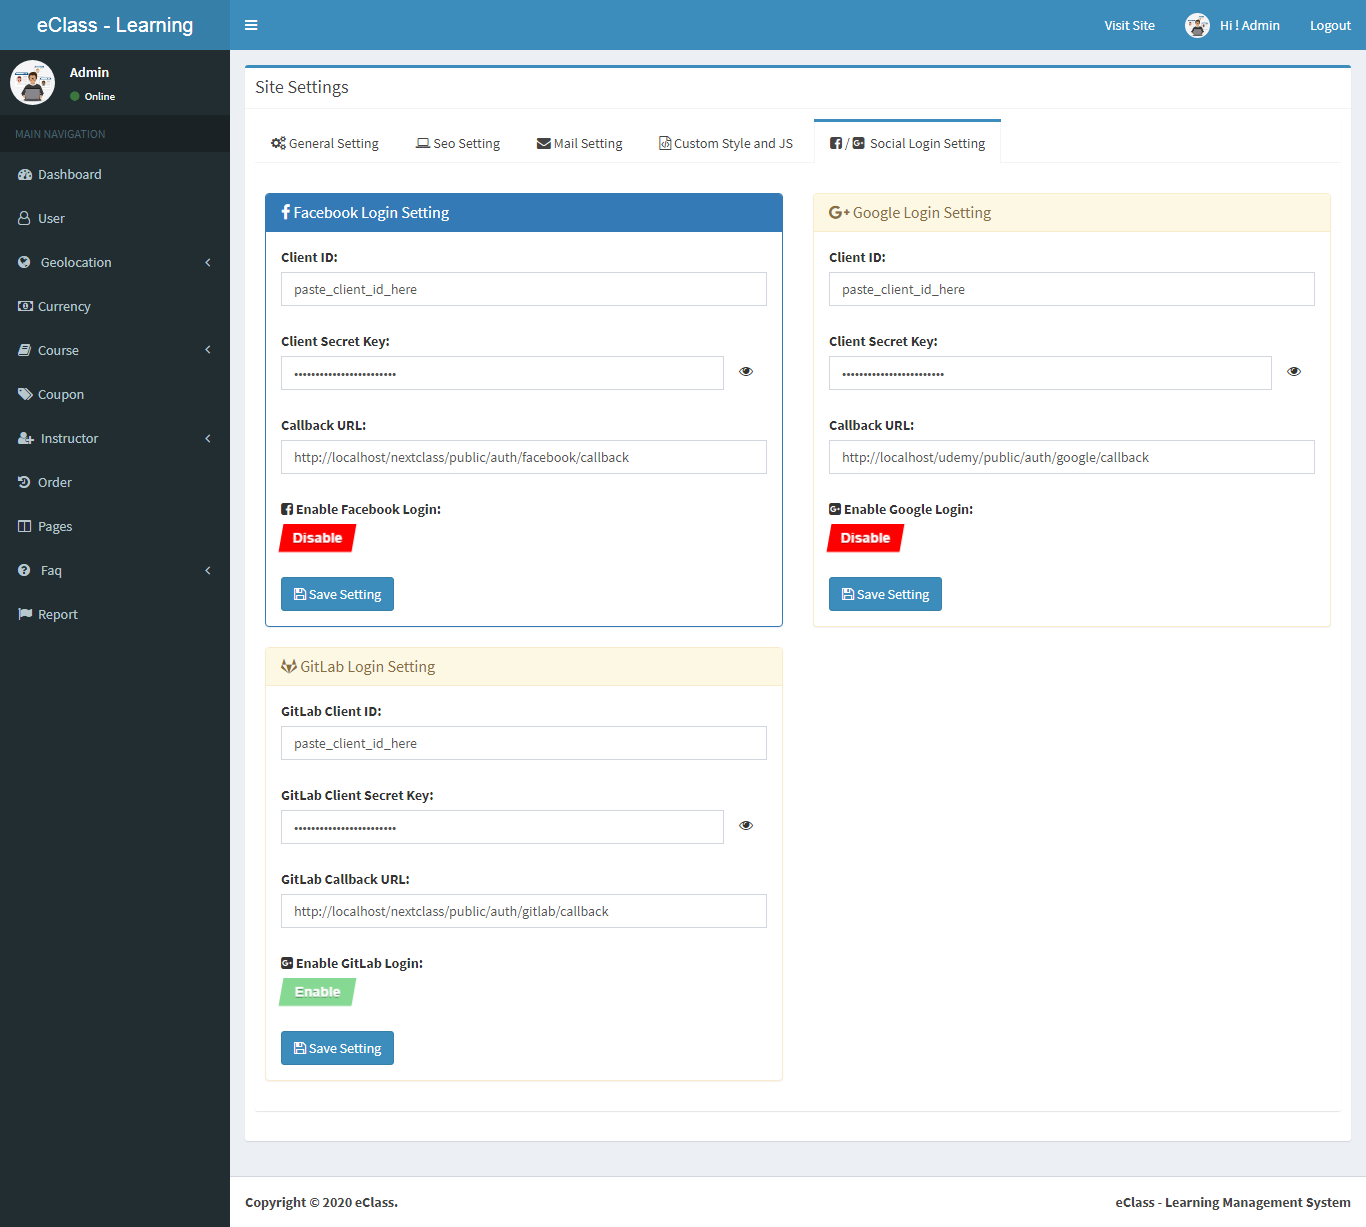 eClass - Learning
Visit Site
Hi ! Admin
Logout
Admin
Online
MAIN NAVIGATION
Dashboard
User
Geolocation
Currency
Course
Coupon
Instructor
Order
Pages
Faq
Report
Site Settings
General Setting
Seo Setting
Mail Setting
Custom Style and JS
/ Social Login Setting
Facebook Login Setting
Client ID:
paste_client_id_here
Client Secret Key:
Callback URL:
http://localhost/nextclass/public/auth/facebook/callback
Enable Facebook Login:
Disable
Save Setting
Google Login Setting
Client ID:
paste_client_id_here
Client Secret Key:
Callback URL:
http://localhost/udemy/public/auth/google/callback
Enable Google Login:
Disable
Save Setting
GitLab Login Setting
GitLab Client ID:
paste_client_id_here
GitLab Client Secret Key:
GitLab Callback URL:
http://localhost/nextclass/public/auth/gitlab/callback
Enable GitLab Login:
Enable
Save Setting
Copyright © 2020 eClass.
eClass - Learning Management System